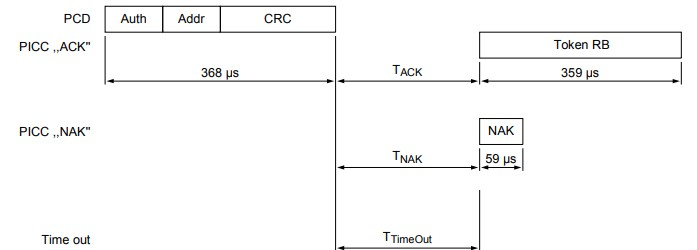 PCD Auth Addr CRC
PICC ,,ACK" Token RB
368 µs TACK 359 µs
PICC ,,NAK" NAK
TNAK 59 µs
Time out TTimeOut